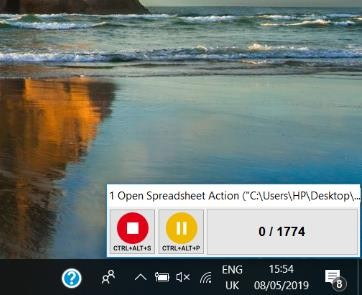 1 Open Spreadsheet Action ("C:\Users\HP\Desktop\...
CTRL+ALT+S
CTRL+ALT+P
0 / 1774
ENG
UK
15:54
08/05/2019
8